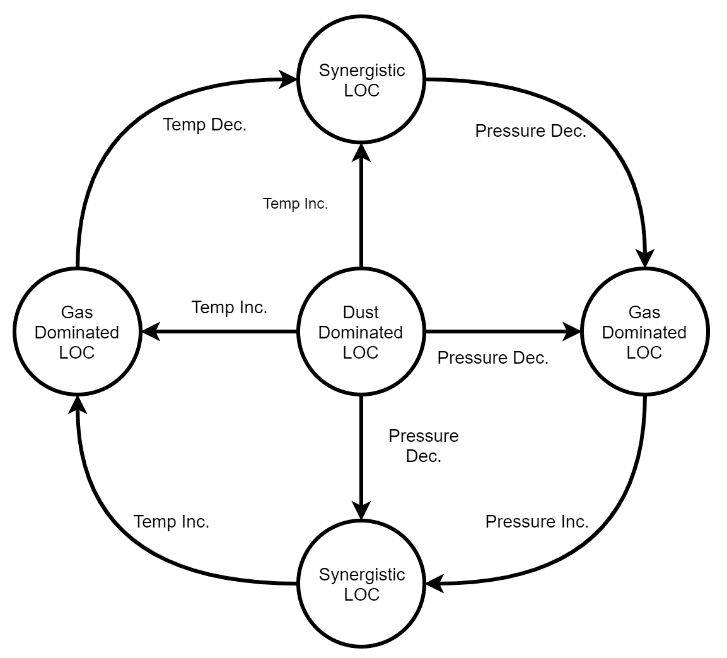 Synergistic
LOC
Temp Dec.
Pressure Dec.
Temp Inc.
Gas
Dominated
LOC
Temp Inc.
Dust
Dominated
LOC
Pressure Dec.
Gas
Dominated
LOC
Pressure
Dec.
Temp Inc.
Pressure Inc.
Synergistic
LOC